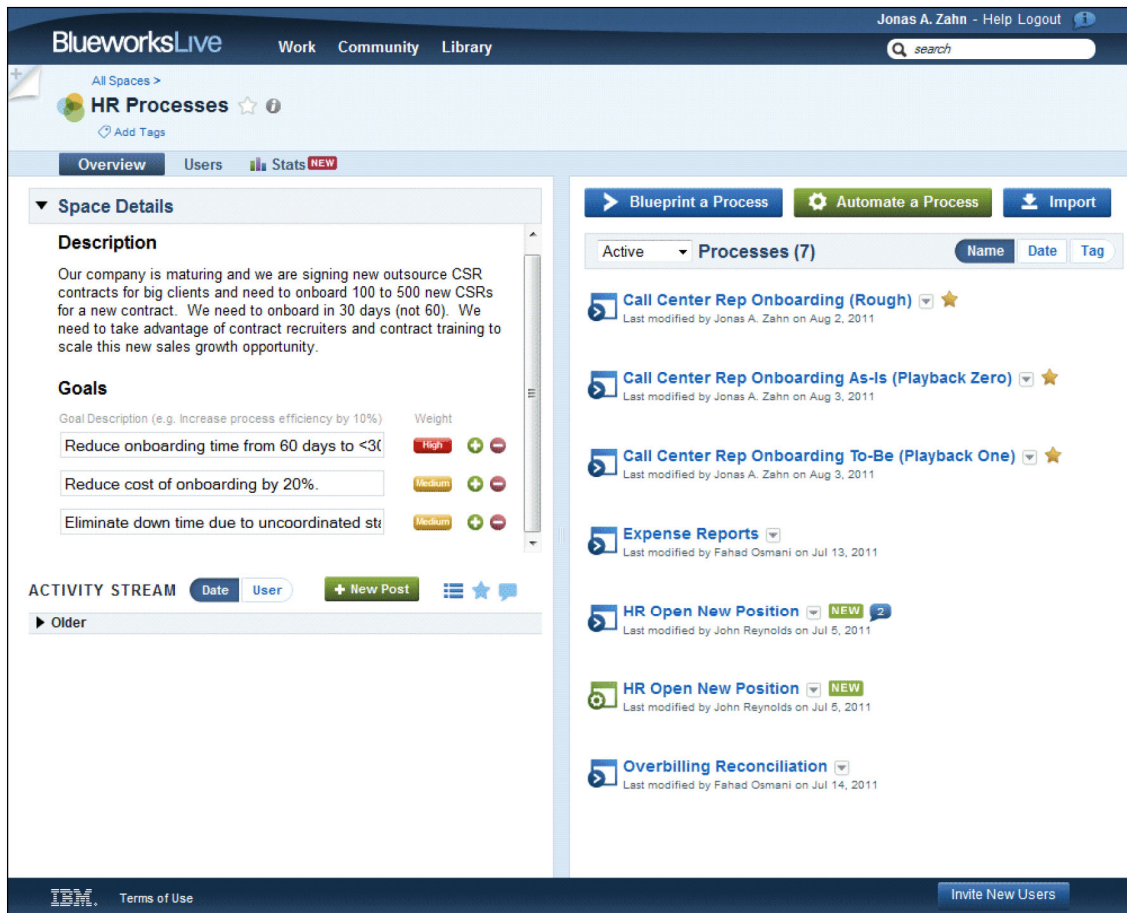 Jonas A. Zahn - Help Logout
BlueworksLive
Work Community Library
search
All Spaces >
HR Processes
Add Tags
Overview Users Stats NEW
Space Details
Description
Our company is maturing and we are signing new outsource CSR
contracts for big clients and need to onboard 100 to 500 new CSRs
for a new contract. We need to onboard in 30 days (not 60). We
need to take advantage of contract recruiters and contract training to
scale this new sales growth opportunity.
Goals
Goal Description (e.g. Increase process efficiency by 10%) Weight
Reduce onboarding time from 60 days to <30 High
Reduce cost of onboarding by 20%. Medium
Eliminate down time due to uncoordinated sta Medium
ACTIVITY STREAM Date User + New Post
Older
Blueprint a Process Automate a Process Import
Active Processes (7) Name Date Tag
Call Center Rep Onboarding (Rough)
Last modified by Jonas A. Zahn on Aug 2, 2011
Call Center Rep Onboarding As-Is (Playback Zero)
Last modified by Jonas A. Zahn on Aug 3, 2011
Call Center Rep Onboarding To-Be (Playback One)
Last modified by Jonas A. Zahn on Aug 3, 2011
Expense Reports
Last modified by Fahad Osmani on Jul 13, 2011
HR Open New Position NEW 2
Last modified by John Reynolds on Jul 5, 2011
HR Open New Position NEW
Last modified by John Reynolds on Jul 5, 2011
Overbilling Reconciliation
Last modified by Fahad Osmani on Jul 14, 2011
IBM. Terms of Use Invite New Users